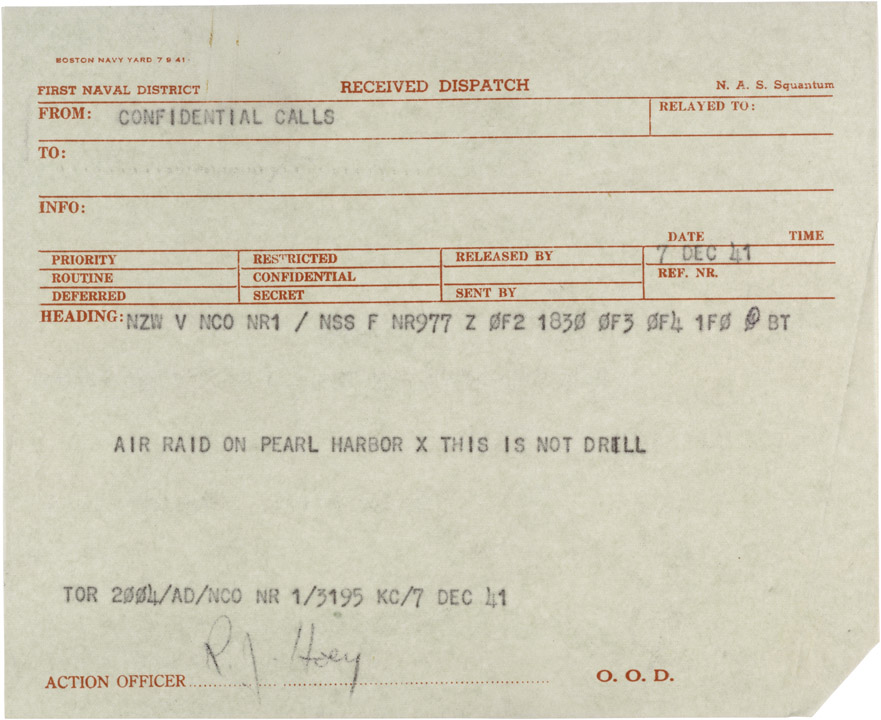 BOSTON NAVY YARD 7 9 41
FIRST NAVAL DISTRICT RECEIVED DISPATCH N. A. S. Squantum
FROM: CONFIDENTIAL CALLS RELAYED TO:
TO:
INFO:
DATE TIME
7 DEC 41
PRIORITY RESTRICTED RELEASED BY
ROUTINE CONFIDENTIAL REF. NR.
DEFERRED SECRET SENT BY
HEADING: NZW V NCO NR1 / NSS F NR977 Z ØF2 183Ø ØF3 ØF4 1FØ Ø BT
AIR RAID ON PEARL HARBOR X THIS IS NOT DRILL
TOR 2ØØ4/AD/NCO NR 1/3195 KC/7 DEC 41
R. J. Hoey
ACTION OFFICER O. O. D.